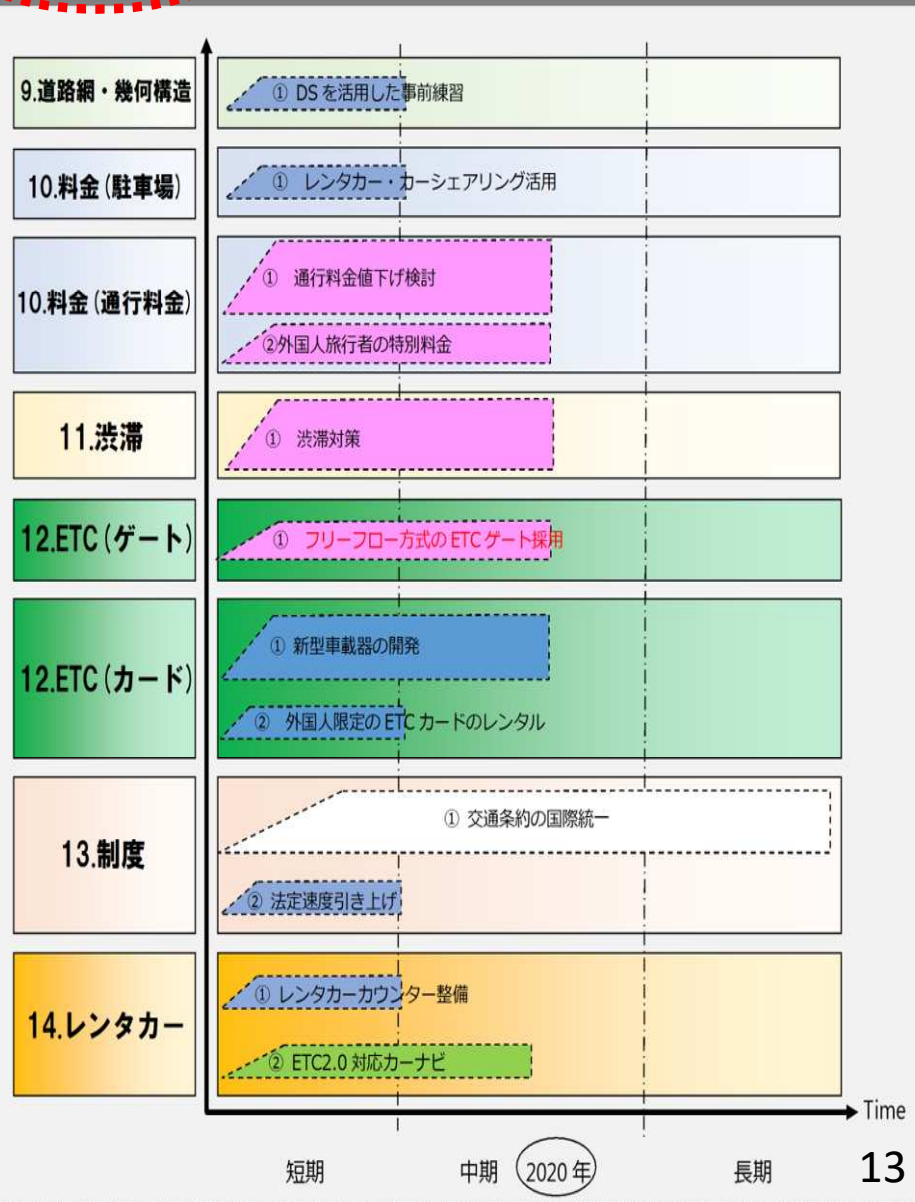 9.道路網・幾何構造
① DSを活用した事前練習
10.料金(駐車場)
① レンタカー・カーシェアリング活用
10.料金(通行料金)
① 通行料金値下げ検討
②外国人旅行者の特別料金
11.渋滞
① 渋滞対策
12.ETC(ゲート)
① フリーフロー方式のETCゲート採用
12.ETC(カード)
① 新型車載器の開発
② 外国人限定のETCカードのレンタル
13.制度
① 交通条約の国際統一
② 法定速度引き上げ
14.レンタカー
① レンタカーカウンター整備
② ETC2.0対応カーナビ
Time
短期 中期 2020年 長期
13